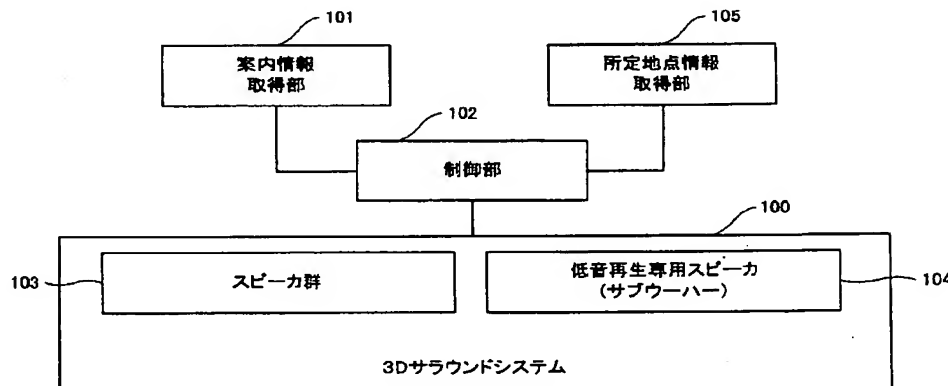 101
105
案内情報
取得部
所定地点情報
取得部
102
制御部
100
103
スピーカ群
低音再生専用スピーカ
(サブウーハー)
104
3Dサラウンドシステム